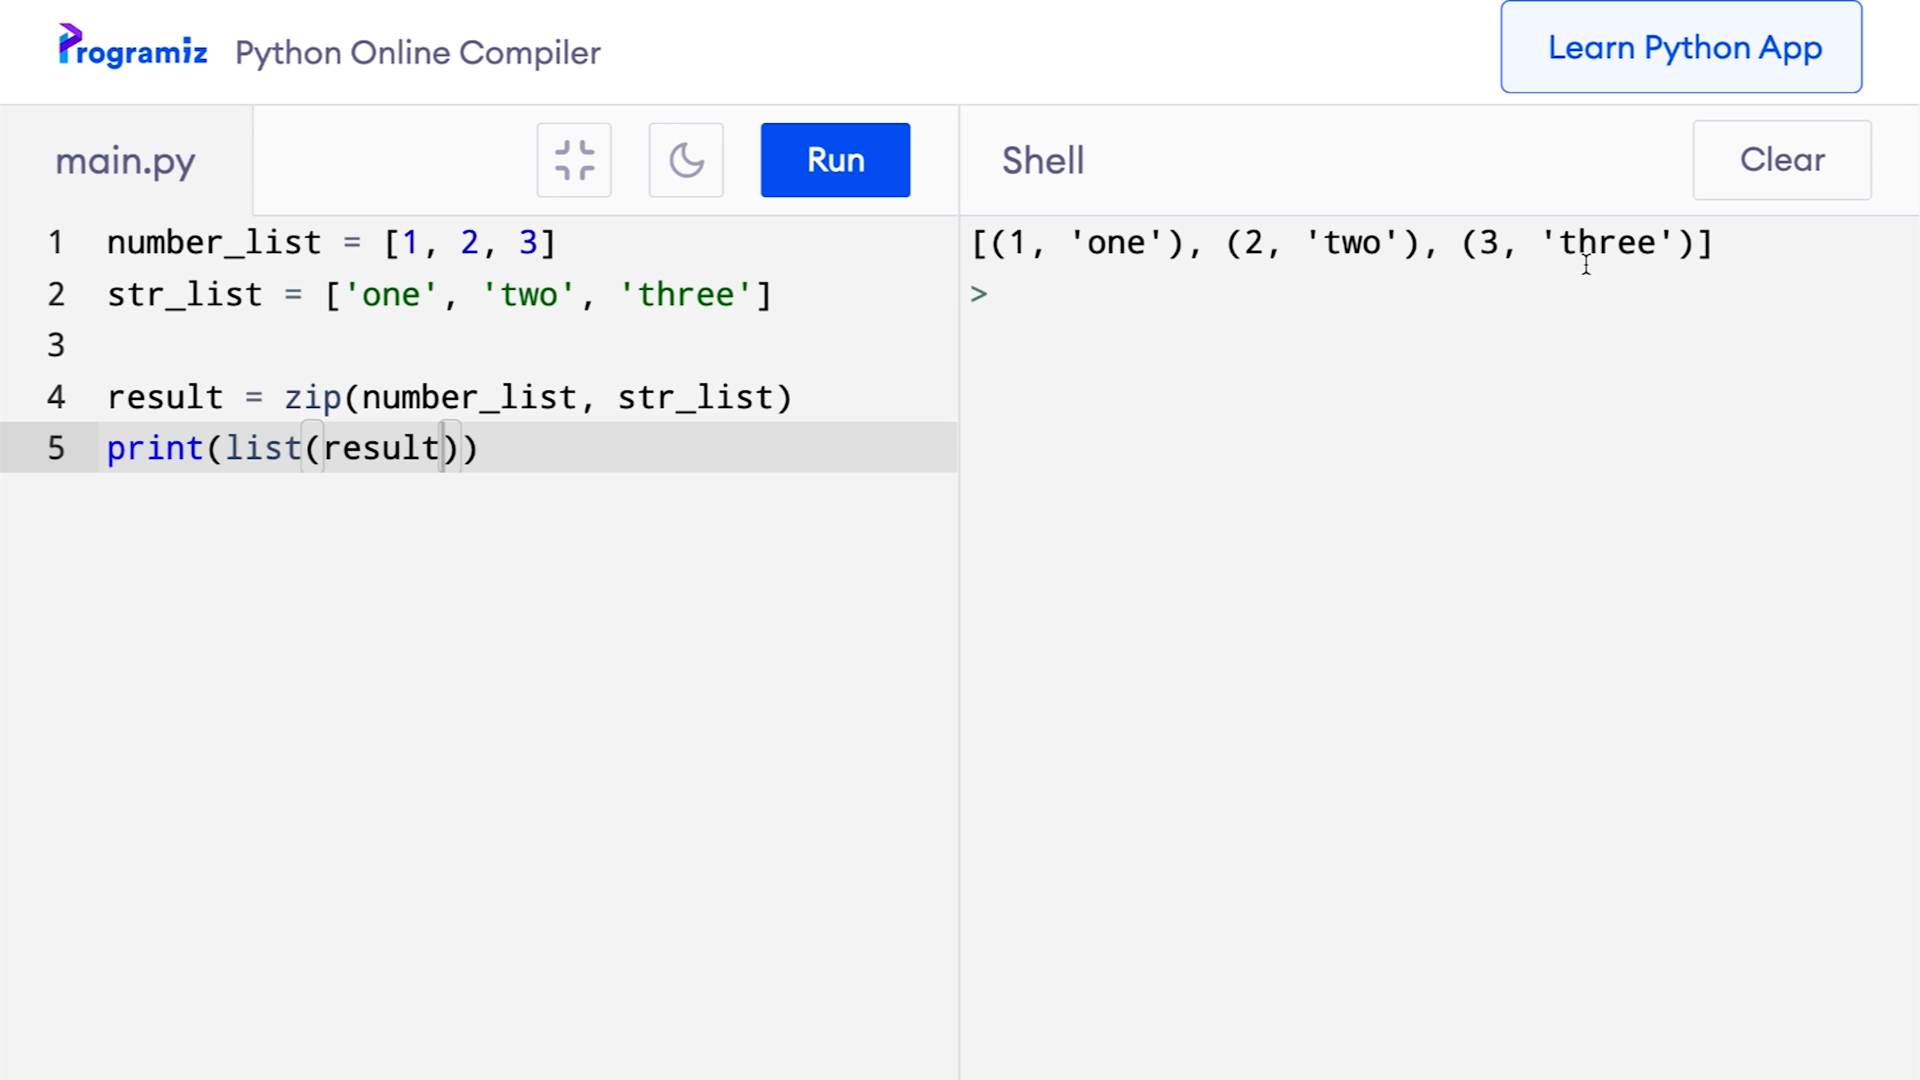 Programiz Python Online Compiler
Learn Python App
main.py
Run
Shell
Clear
1 number_list = [1, 2, 3]
2 str_list = ['one', 'two', 'three']
3
4 result = zip(number_list, str_list)
5 print(list(result))
[(1, 'one'), (2, 'two'), (3, 'three')]
>